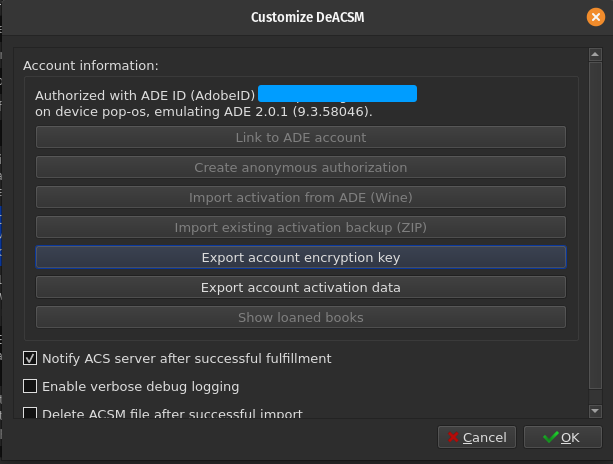 Customize DeACSM
Account information:
Authorized with ADE ID (AdobeID)
on device pop-os, emulating ADE 2.0.1 (9.3.58046).
Link to ADE account
Create anonymous authorization
Import activation from ADE (Wine)
Import existing activation backup (ZIP)
Export account encryption key
Export account activation data
Show loaned books
Notify ACS server after successful fulfillment
Enable verbose debug logging
Delete ACSM file after successful import
Cancel
OK